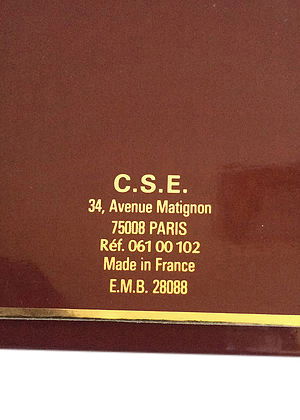 C.S.E.
34, Avenue Matignon
75008 PARIS
Réf. 061 00 102
Made in France
E.M.B. 28088